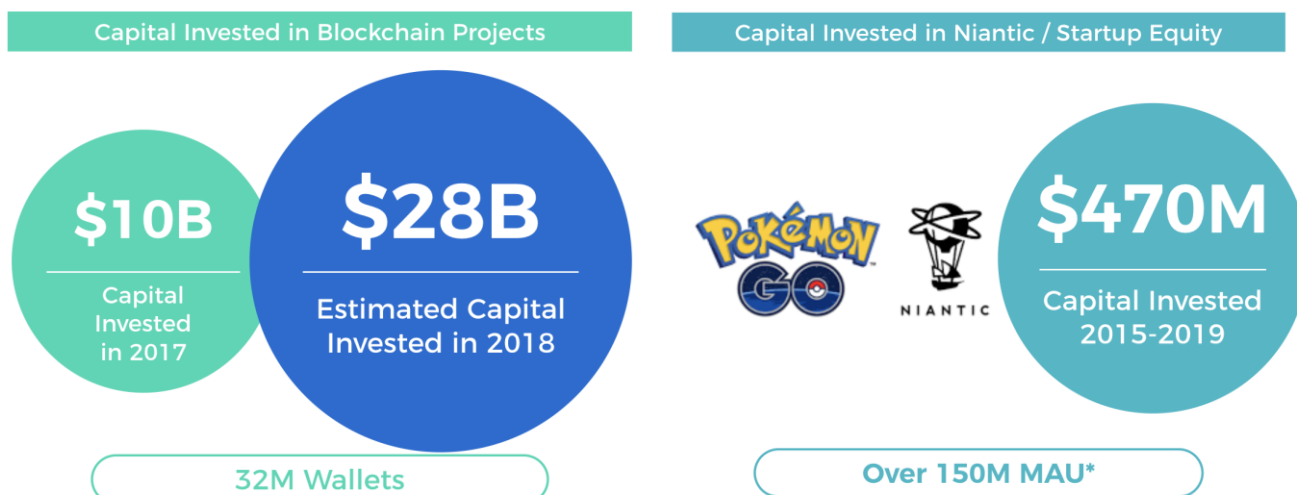 Capital Invested in Blockchain Projects
$10B
Capital
Invested
in 2017
$28B
Estimated Capital
Invested in 2018
32M Wallets
Capital Invested in Niantic / Startup Equity
POKéMON
GO
NIANTIC
$470M
Capital Invested
2015-2019
Over 150M MAU*